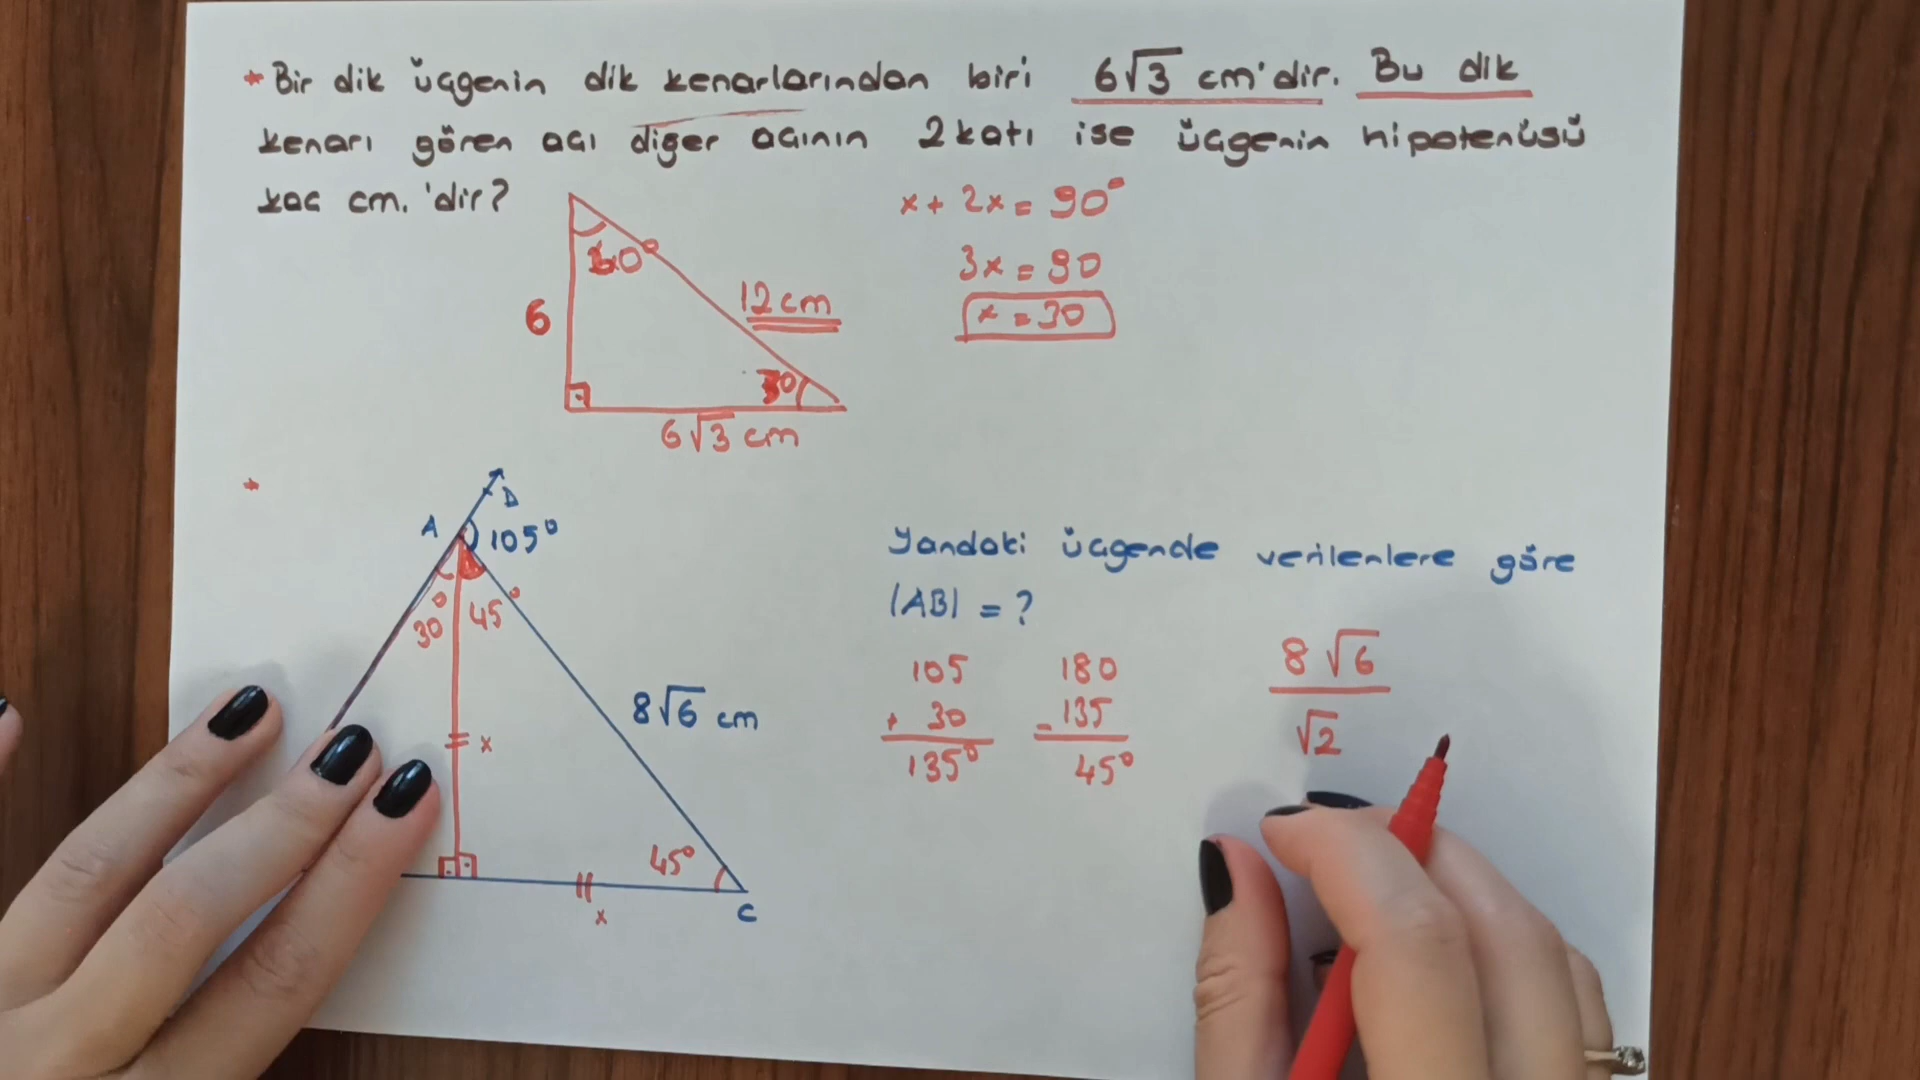 * Bir dik üçgenin dik kenarlarından biri 6√3 cm'dir. Bu dik
kenarı gören açı diğer açının 2 katı ise üçgenin hipotenüsü
kaç cm. 'dir?
x + 2x = 90°
3x = 90
x = 30
60°
6
12 cm
30
6√3 cm
*
D
A
105°
30°
45°
8√6 cm
x
45°
x
C
Yandaki üçgende verilenlere göre
|AB| = ?
105
+ 30
135°
180
- 135
45°
8√6
√2